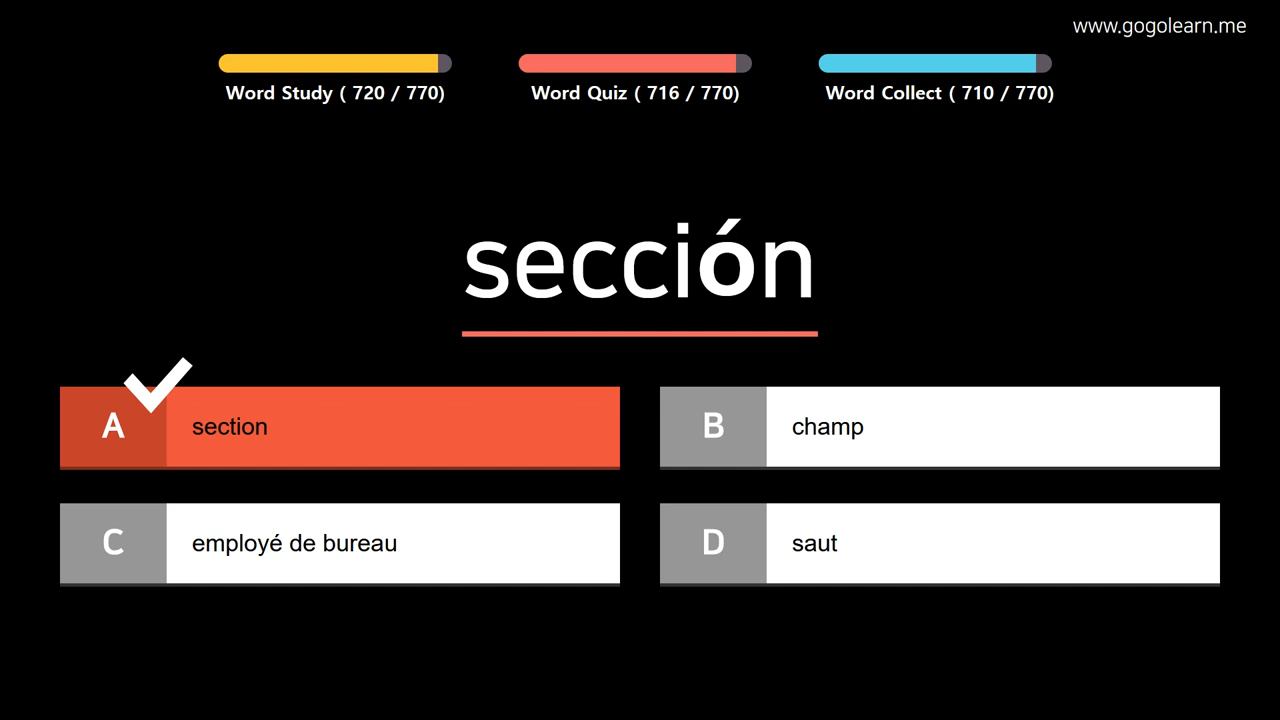 www.gogolearn.me
Word Study ( 720 / 770)
Word Quiz ( 716 / 770)
Word Collect ( 710 / 770)
sección
A section
B champ
C employé de bureau
D saut